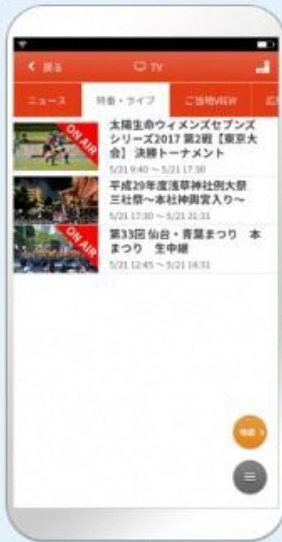 戻る
TV
ニュース
特番・ライブ
ご当地VIEW
ON AIR
太陽生命ウィメンズセブンズ
シリーズ2017 第2戦【東京大
会】 決勝トーナメント
5/21 9:40 ～ 5/21 17:30
平成29年度浅草神社例大祭
三社祭～本社神輿宮入り～
5/21 17:30 ～ 5/21 21:31
ON AIR
第33回 仙台・青葉まつり 本
まつり 生中継
5/21 12:45 ～ 5/21 14:31